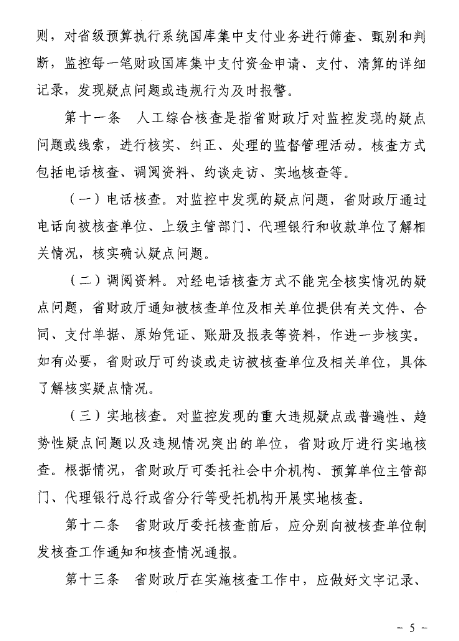 则，对省级预算执行系统国库集中支付业务进行筛查、甄别和判
断，监控每一笔财政国库集中支付资金申请、支付、清算的详细
记录，发现疑点问题或违规行为及时报警。
第十一条　人工综合核查是指省财政厅对监控发现的疑点
问题或线索，进行核实、纠正、处理的监督管理活动。核查方式
包括电话核查、调阅资料、约谈走访、实地核查等。
（一）电话核查。对监控中发现的疑点问题，省财政厅通过
电话向被核查单位、上级主管部门、代理银行和收款单位了解相
关情况，核实确认疑点问题。
（二）调阅资料。对经电话核查方式不能完全核实情况的疑
点问题，省财政厅通知被核查单位及相关单位提供有关文件、合
同、支付单据、原始凭证、账册及报表等资料，作进一步核实。
如有必要，省财政厅可约谈或走访被核查单位及相关单位，具体
了解核实疑点情况。
（三）实地核查。对监控发现的重大违规疑点或普遍性、趋
势性疑点问题以及违规情况突出的单位，省财政厅进行实地核
查。根据情况，省财政厅可委托社会中介机构、预算单位主管部
门、代理银行总行或省分行等受托机构开展实地核查。
第十二条　省财政厅委托核查前后，应分别向被核查单位制
发核查工作通知和核查情况通报。
第十三条　省财政厅在实施核查工作中，应做好文字记录、
－ 5 －